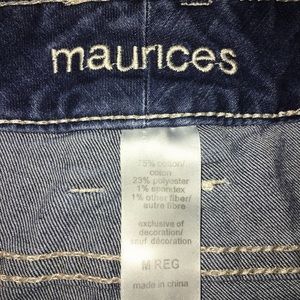 maurices
75% cotton/
coton
23% polyester
1% spandex
1% other fiber/
autre fibre
exclusive of
decoration/
sauf décoration
M REG
made in china